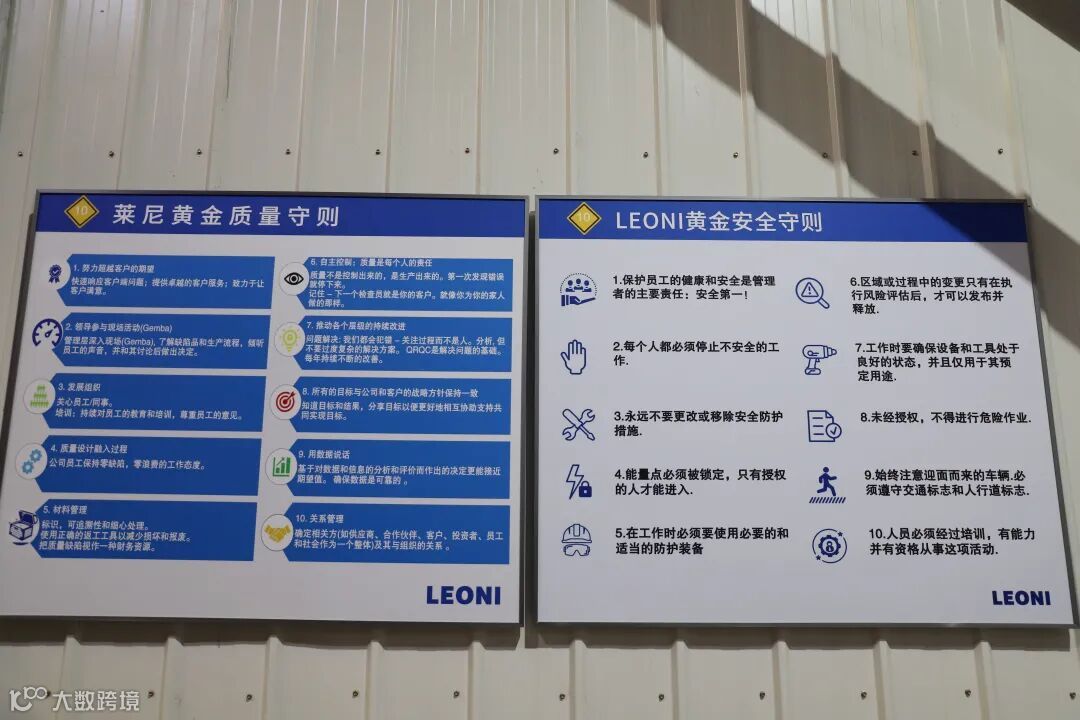 10
莱尼黄金质量守则
1. 努力超越客户的期望
快速响应客户端问题；提供卓越的客户服务；致力于让
客户满意。
2. 领导参与现场活动(Gemba)
管理层深入现场(Gemba), 了解缺陷品和生产流程，倾听
员工的声音，并和其讨论后做出决定。
3. 发展组织
关心员工/同事。
培训：持续对员工的教育和培训，尊重员工的意见。
4. 质量设计融入过程
公司员工保持零缺陷，零浪费的工作态度。
5. 材料管理
标识，可追溯性和细心处理。
使用正确的返工工具以减少损坏和报废。
把质量缺陷视作一种财务资源。
6. 自主控制：质量是每个人的责任
质量不是控制出来的，是生产出来的。第一次发现错误
就停下来。
记住 – 下一个检查员就是你的客户。就像你为你的家人
做的那样。
7. 推动各个层级的持续改进
问题解决: 我们都会犯错 – 关注过程而不是人。分析, 但
不要过度复杂的解决方案。 QRQC是解决问题的基础。
每年持续不断的改善。
8. 所有的目标与公司和客户的战略方针保持一致
知道目标和结果，分享目标以便更好地相互协助支持共
同实现目标。
9. 用数据说话
基于对数据和信息的分析和评价而作出的决定更能接近
期望值。 确保数据是可靠的 。
10. 关系管理
确定相关方(如供应商、合作伙伴、客户、投资者、员工
和社会作为一个整体)及其与组织的关系 。
LEONI
10
LEONI黄金安全守则
1.保护员工的健康和安全是管理
者的主要责任；安全第一！
2.每个人都必须停止不安全的工
作.
3.永远不要更改或移除安全防护
措施.
4.能量点必须被锁定，只有授权
的人才能进入.
5.在工作时必须要使用必要的和
适当的防护装备
6.区域或过程中的变更只有在执
行风险评估后，才可以发布并
释放.
7.工作时要确保设备和工具处于
良好的状态，并且仅用于其预
定用途.
8.未经授权，不得进行危险作业.
9.始终注意迎面而来的车辆.必
须遵守交通标志和人行道标志.
10.人员必须经过培训，有能力
并有资格从事这项活动.
LEONI
大数跨境